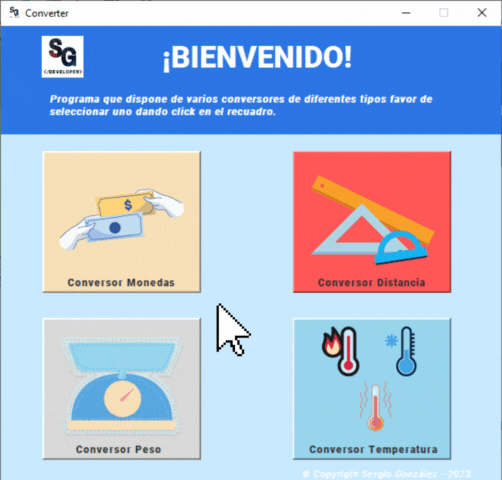 Converter
SG
(/DEVELOPER)
¡BIENVENIDO!
Programa que dispone de varios conversores de diferentes tipos favor de
seleccionar uno dando click en el recuadro.
$
Conversor Monedas
Conversor Distancia
Conversor Peso
Conversor Temperatura
© Copyrigth Sergio González - 2023